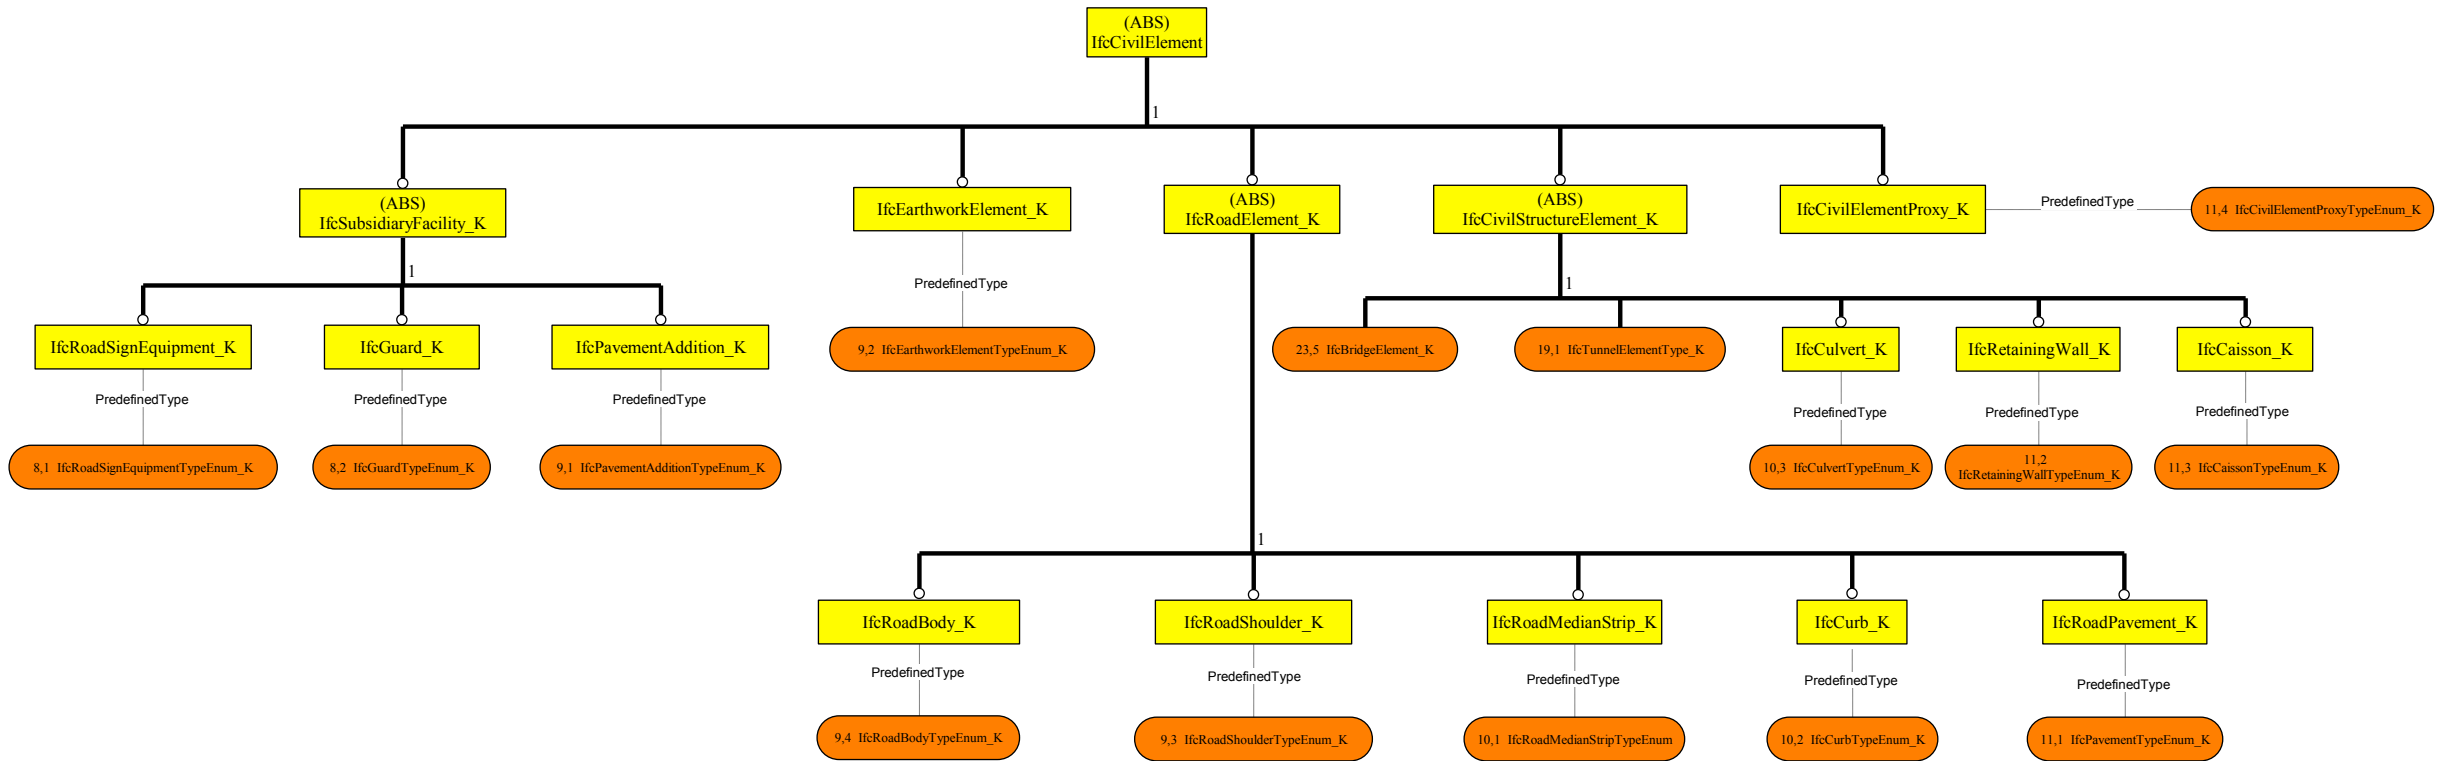 (ABS)
IfcCivilElement
1
(ABS)
IfcSubsidiaryFacility_K
IfcEarthworkElement_K
(ABS)
IfcRoadElement_K
(ABS)
IfcCivilStructureElement_K
IfcCivilElementProxy_K
PredefinedType
11,4 IfcCivilElementProxyTypeEnum_K
1
PredefinedType
1
IfcRoadSignEquipment_K
IfcGuard_K
IfcPavementAddition_K
9,2 IfcEarthworkElementTypeEnum_K
23,5 IfcBridgeElement_K
19,1 IfcTunnelElementType_K
IfcCulvert_K
IfcRetainingWall_K
IfcCaisson_K
PredefinedType
PredefinedType
PredefinedType
PredefinedType
PredefinedType
PredefinedType
8,1 IfcRoadSignEquipmentTypeEnum_K
8,2 IfcGuardTypeEnum_K
9,1 IfcPavementAdditionTypeEnum_K
10,3 IfcCulvertTypeEnum_K
11,2
IfcRetainingWallTypeEnum_K
11,3 IfcCaissonTypeEnum_K
1
IfcRoadBody_K
IfcRoadShoulder_K
IfcRoadMedianStrip_K
IfcCurb_K
IfcRoadPavement_K
PredefinedType
PredefinedType
PredefinedType
PredefinedType
PredefinedType
9,4 IfcRoadBodyTypeEnum_K
9,3 IfcRoadShoulderTypeEnum_K
10,1 IfcRoadMedianStripTypeEnum
10,2 IfcCurbTypeEnum_K
11,1 IfcPavementTypeEnum_K